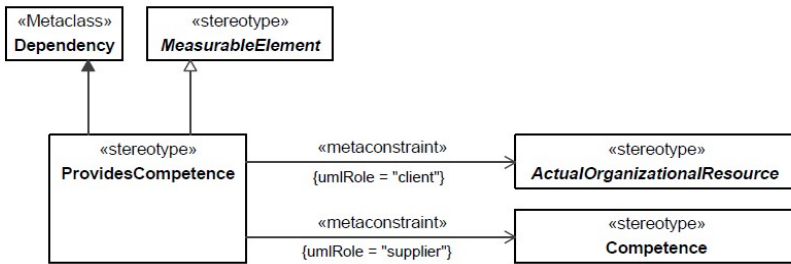 «Metaclass»
Dependency
«stereotype»
MeasurableElement
«stereotype»
ProvidesCompetence
«metaconstraint»
{umlRole = "client"}
«stereotype»
ActualOrganizationalResource
«metaconstraint»
{umlRole = "supplier"}
«stereotype»
Competence